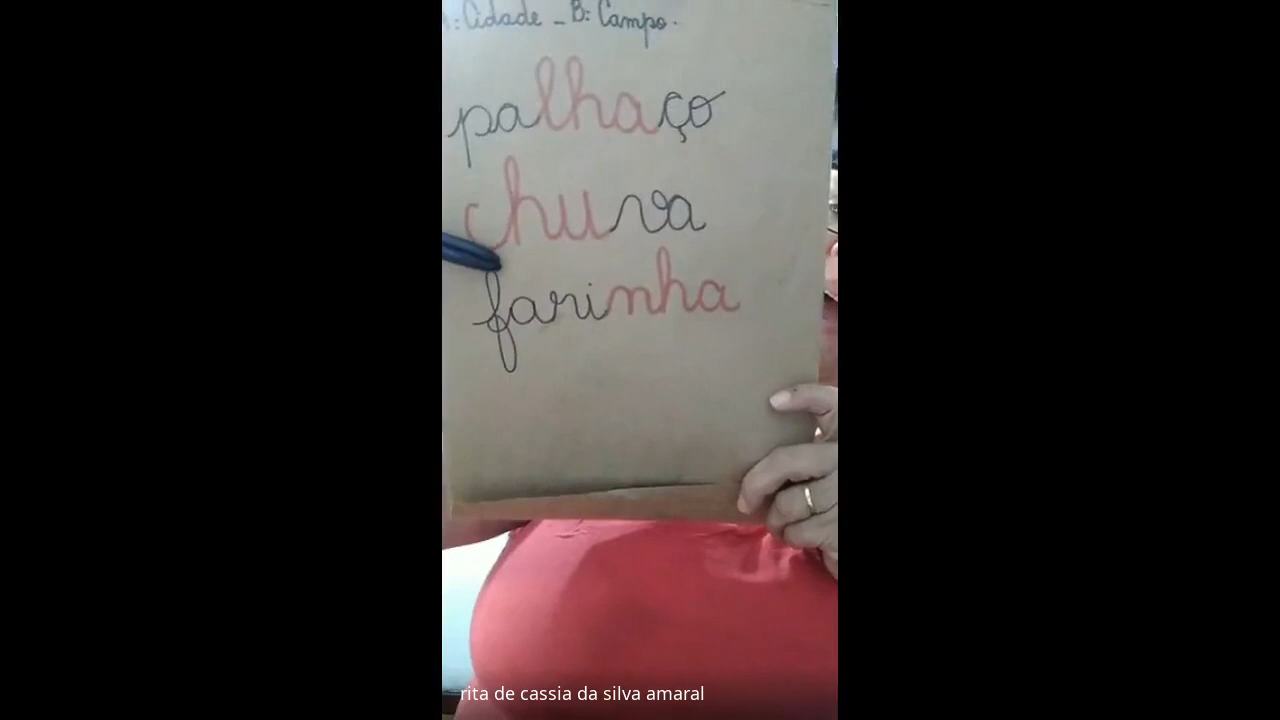 : Cidade - B: Campo.
palhaço
chuva
farinha
rita de cassia da silva amaral